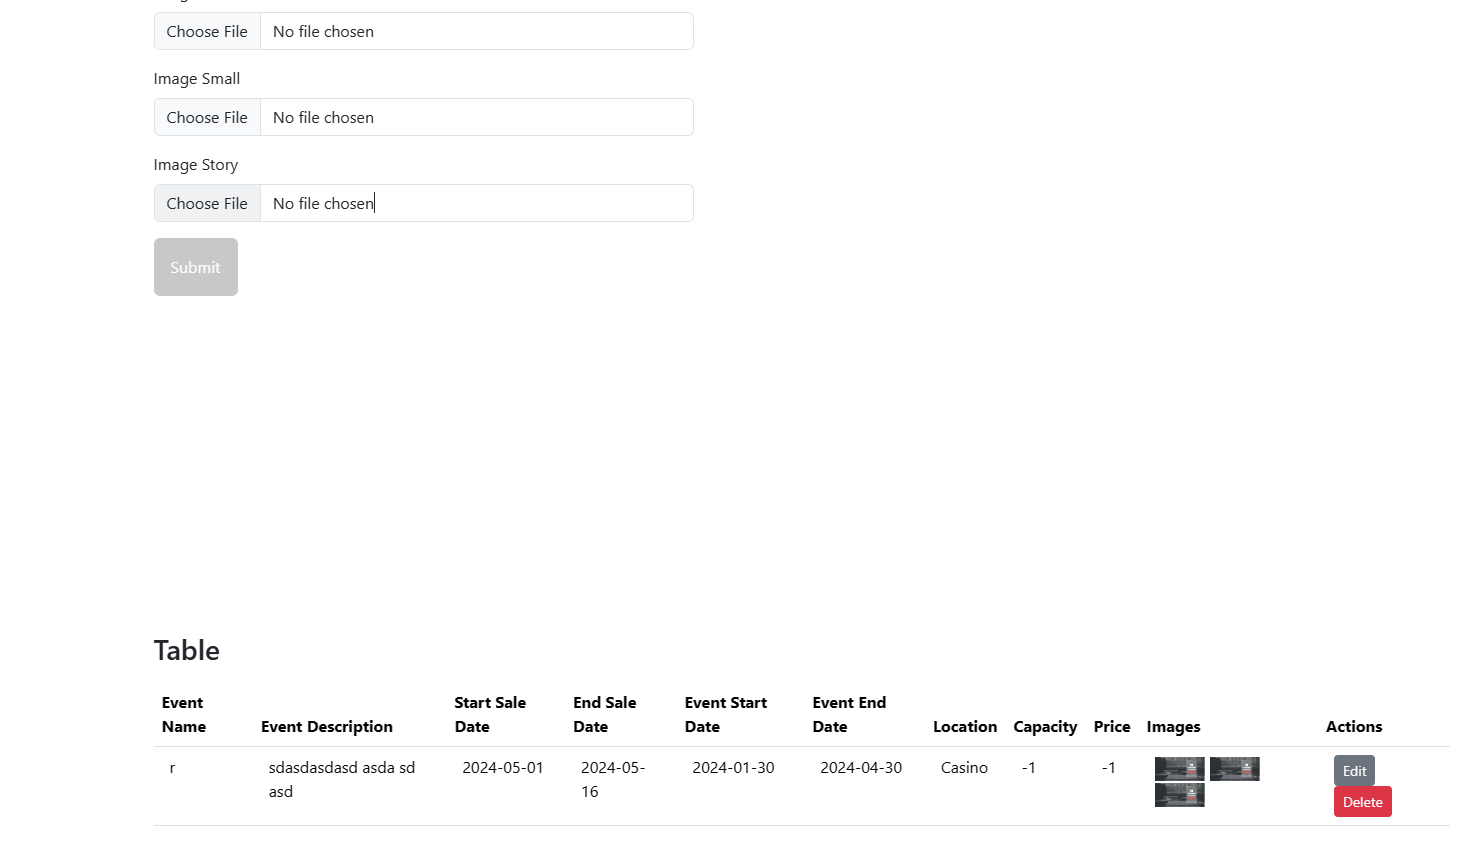 Choose File No file chosen
Image Small
Choose File No file chosen
Image Story
Choose File No file chosen
Submit
Table
Event Name Event Description Start Sale Date End Sale Date Event Start Date Event End Date Location Capacity Price Images Actions
r sdasdasdasd asda sd asd 2024-05-01 2024-05-16 2024-01-30 2024-04-30 Casino -1 -1 Edit
Delete